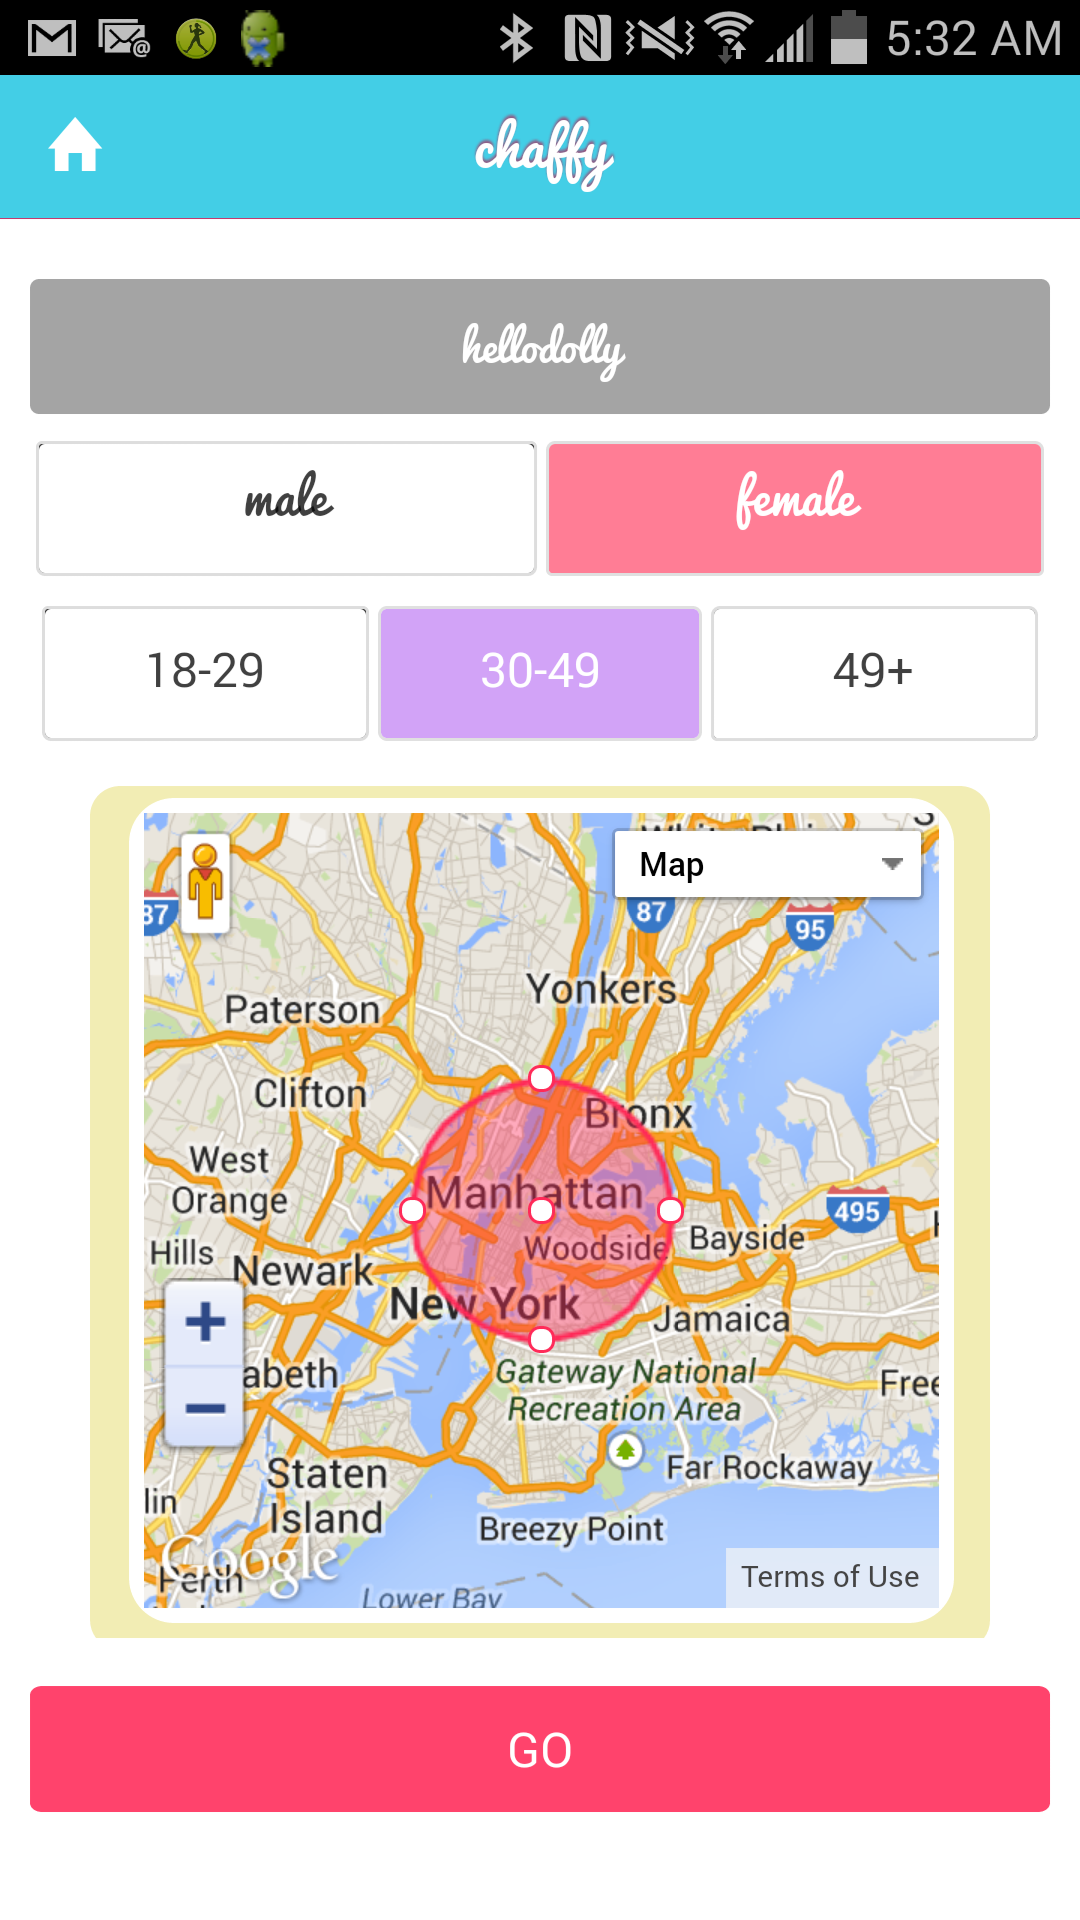 5:32 AM
chaffy
hellodolly
male
female
18-29
30-49
49+
Map
87
87
95
Yonkers
Paterson
Clifton
Bronx
West
Orange
Manhattan
495
Hills
Woodside
Bayside
Newark
New York
Jamaica
+
abeth
Gateway National
Recreation Area
Free
−
Staten
Island
Far Rockaway
lin
Breezy Point
Google
Perth
Lower Bay
Terms of Use
GO